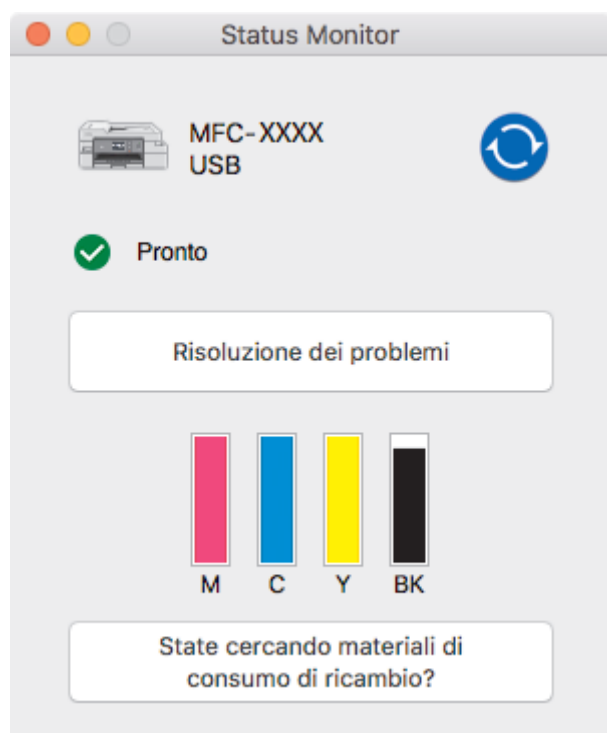 Status Monitor
MFC-XXXX
USB
Pronto
Risoluzione dei problemi
M C Y BK
State cercando materiali di
consumo di ricambio?